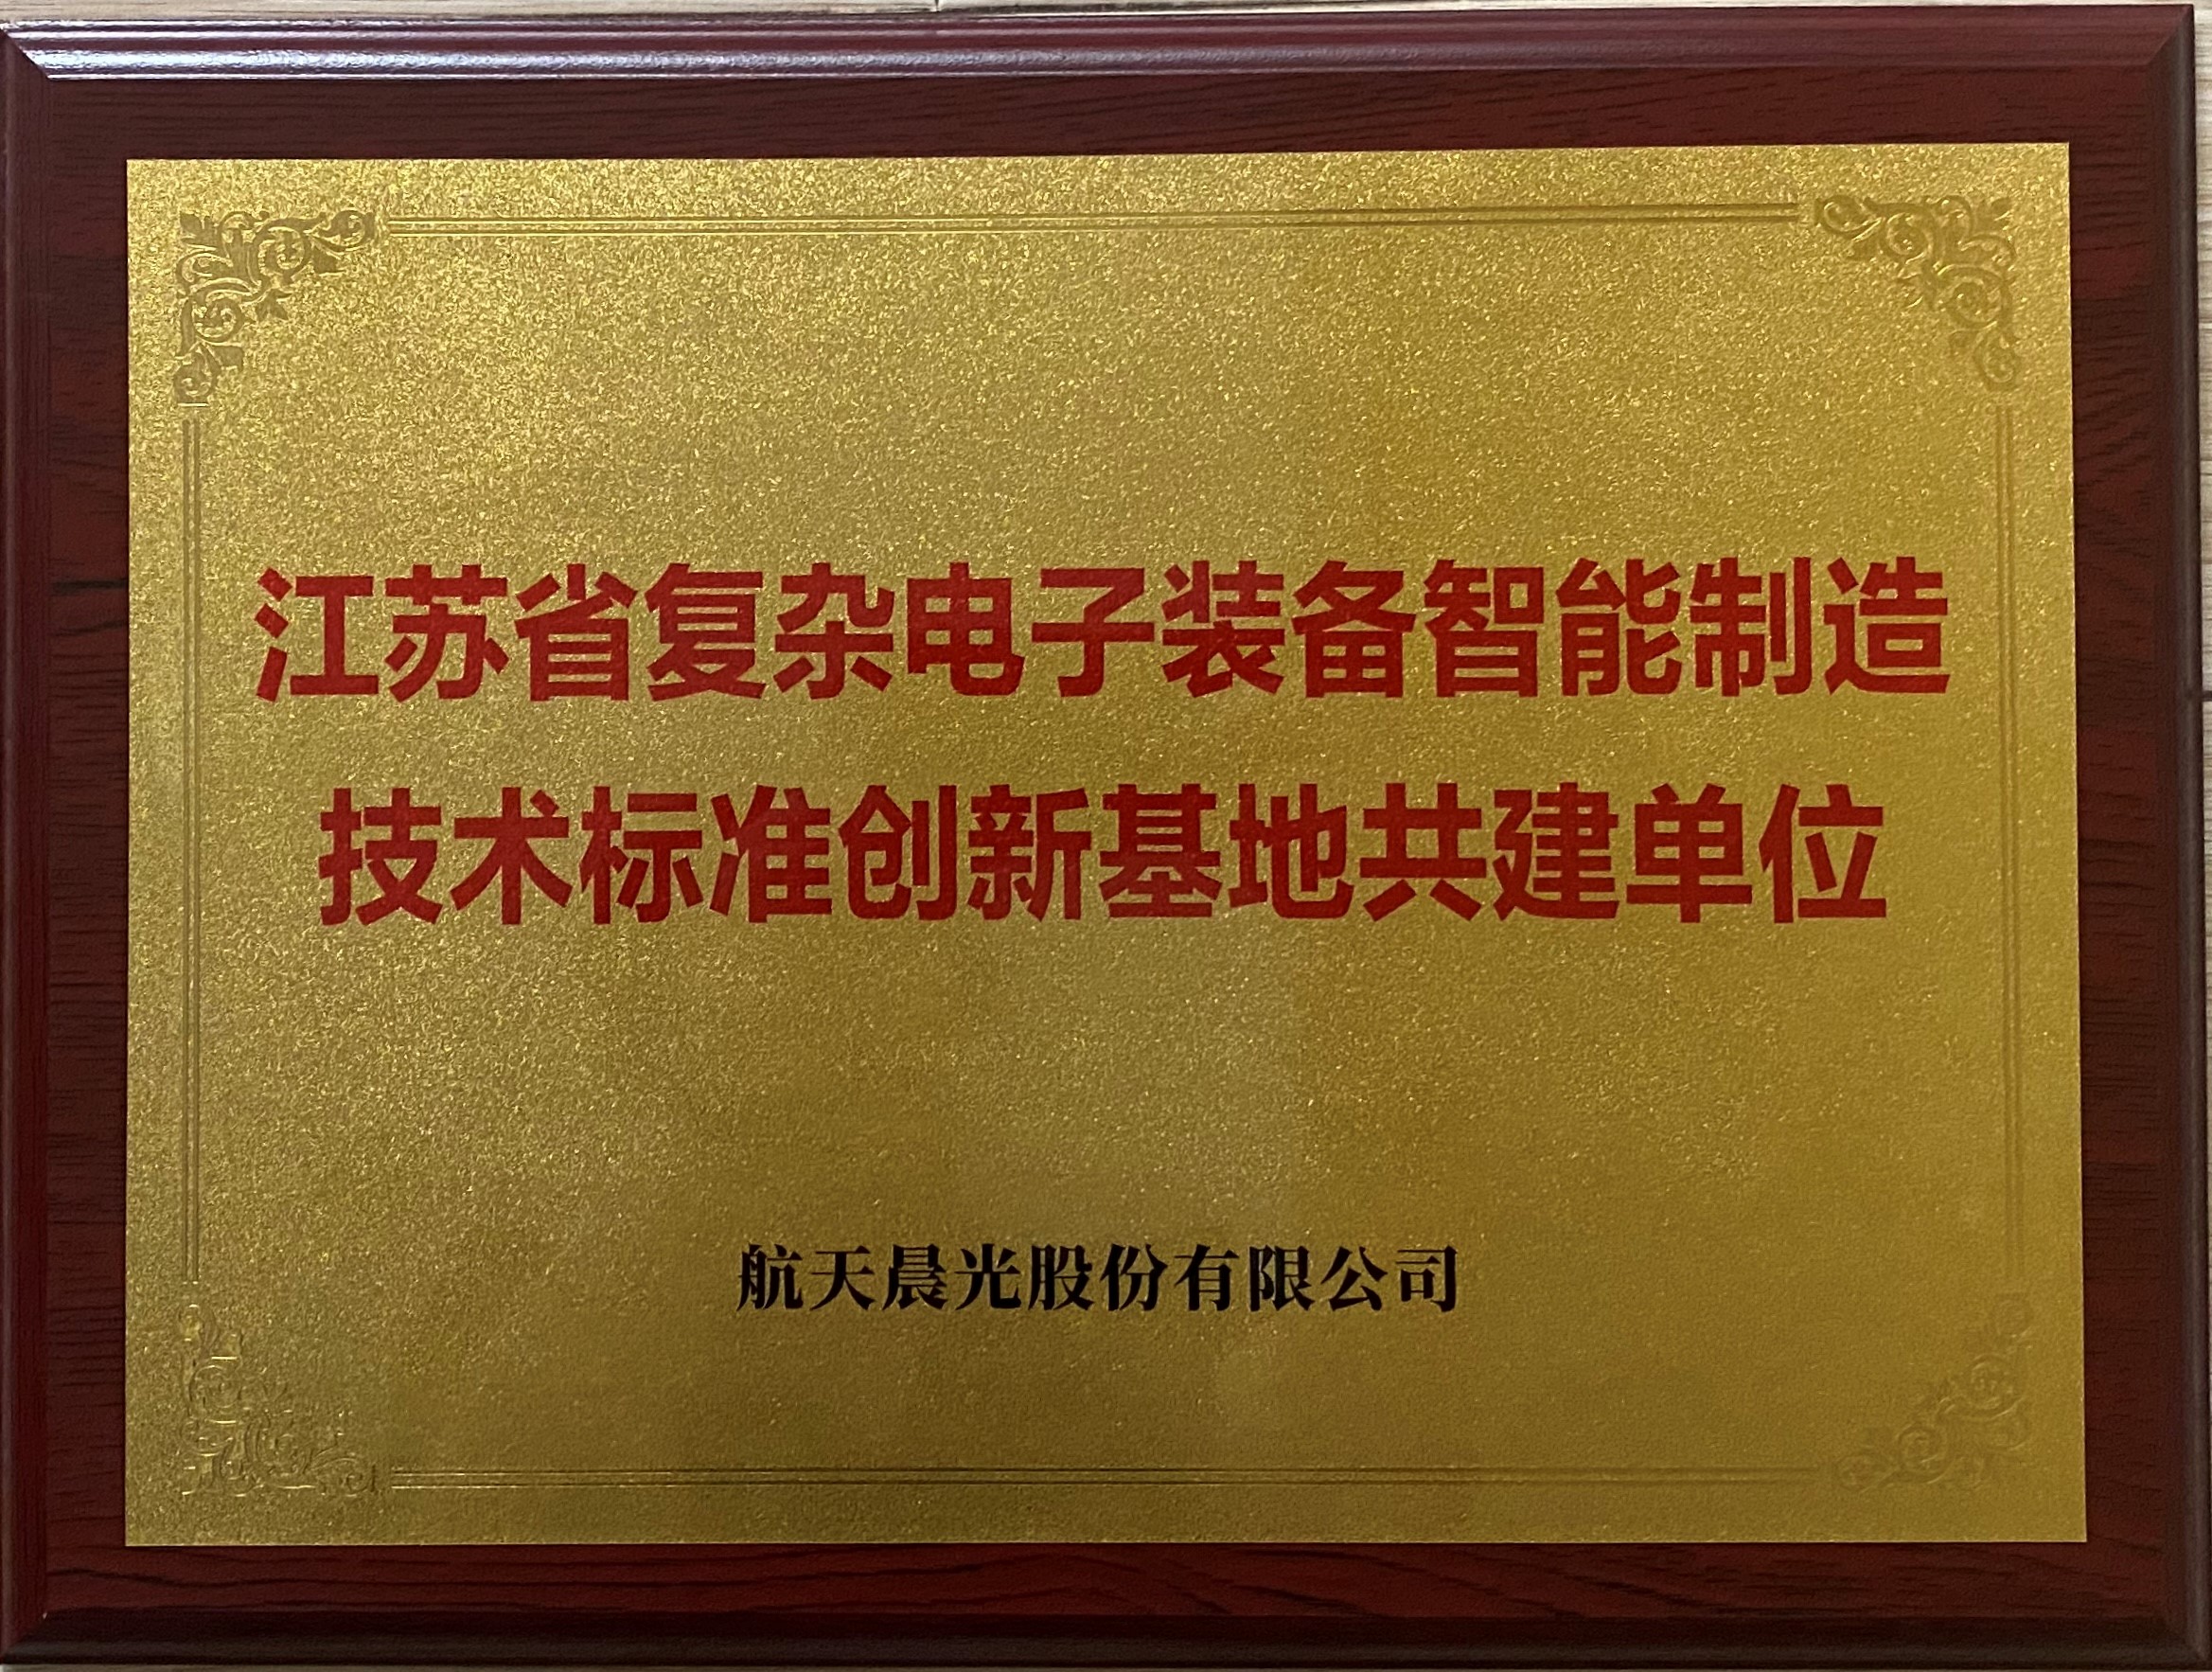 江苏省复杂电子装备智能制造
技术标准创新基地共建单位
航天晨光股份有限公司